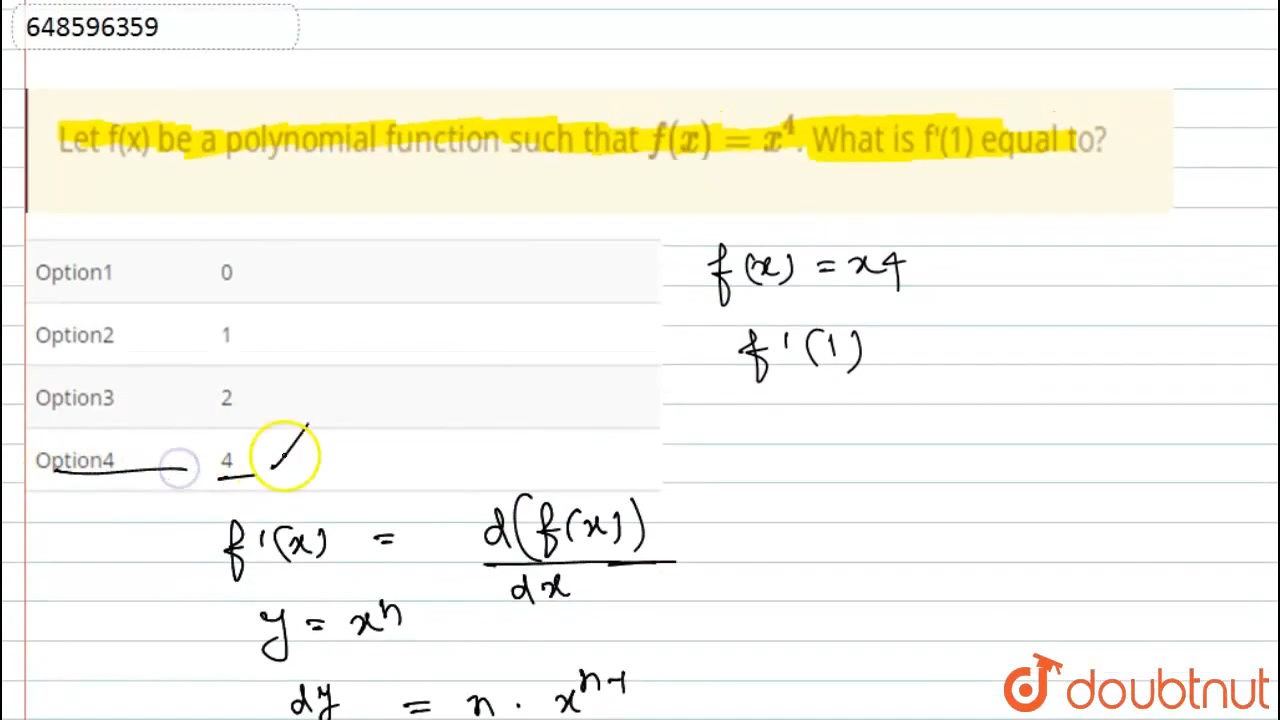 648596359
Let f(x) be a polynomial function such that f(x) = x⁴. What is f'(1) equal to?
Option1 0
Option2 1
Option3 2
Option4 4
f(x) = x4
f'(1)
f'(x) = d(f(x))
dx
y = xⁿ
dy = n . xⁿ⁻¹
doubtnut